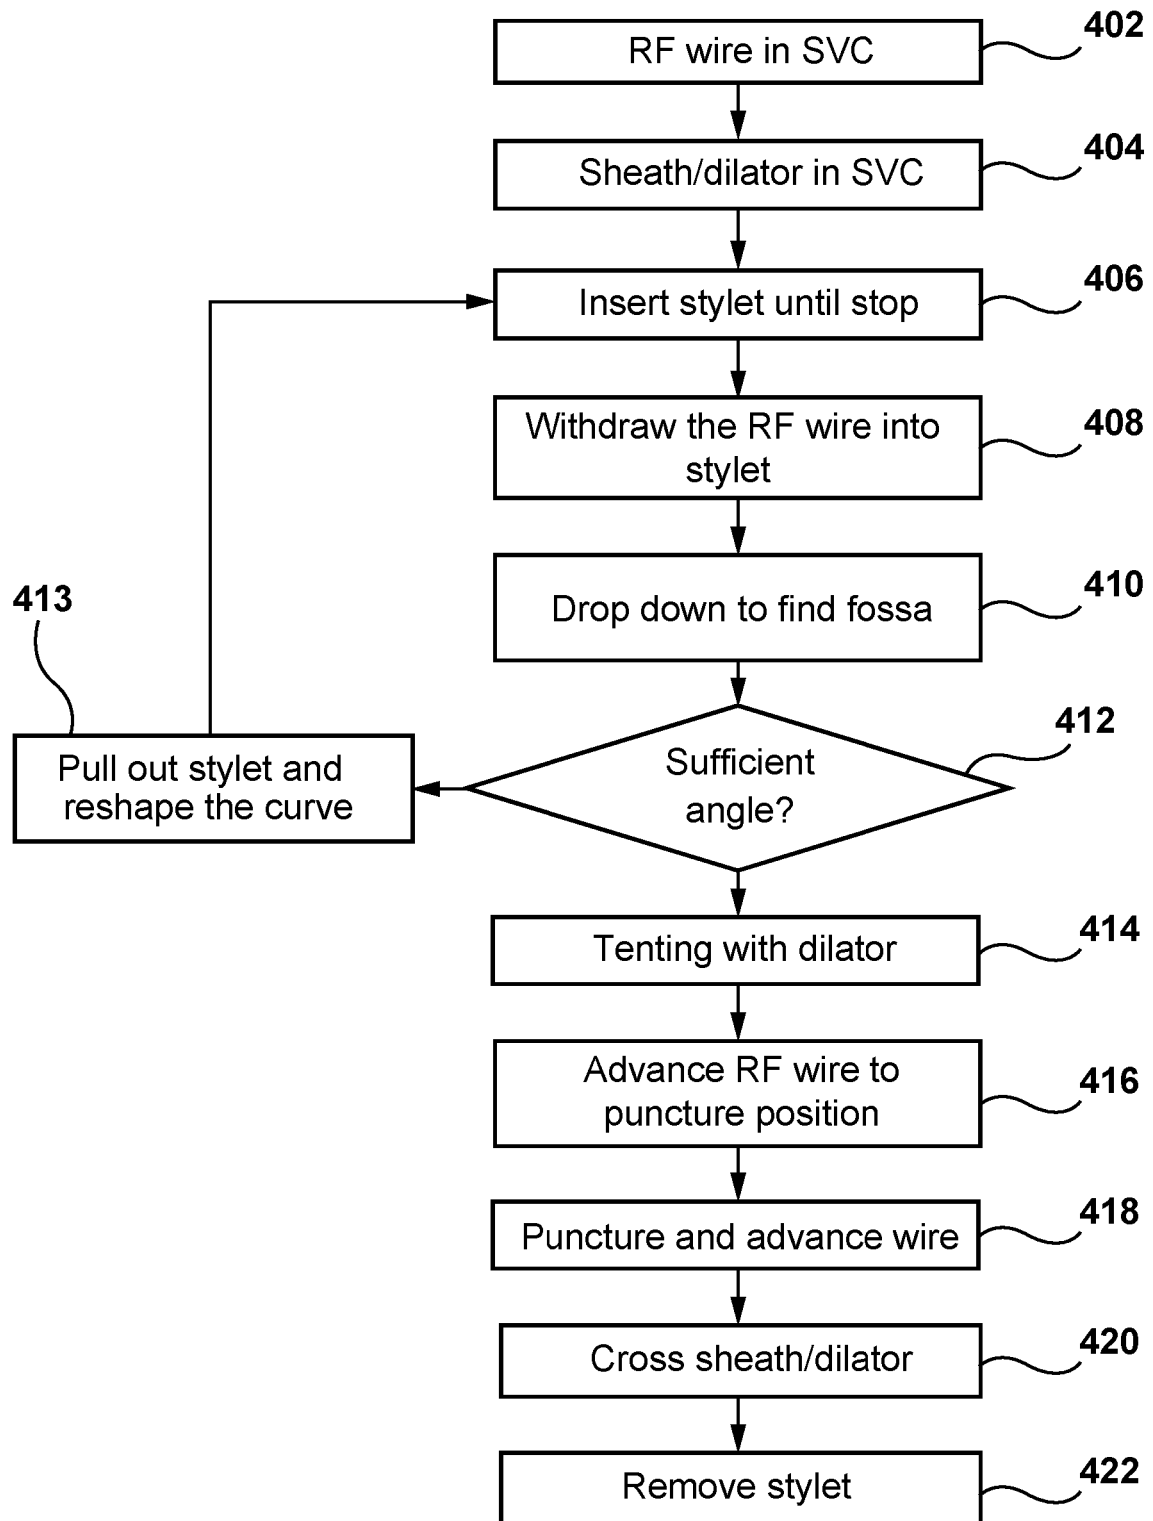 RF wire in SVC
402
Sheath/dilator in SVC
404
Insert stylet until stop
406
Withdraw the RF wire into
stylet
408
Drop down to find fossa
410
Sufficient
angle?
412
413
Pull out stylet and
reshape the curve
Tenting with dilator
414
Advance RF wire to
puncture position
416
Puncture and advance wire
418
Cross sheath/dilator
420
Remove stylet
422